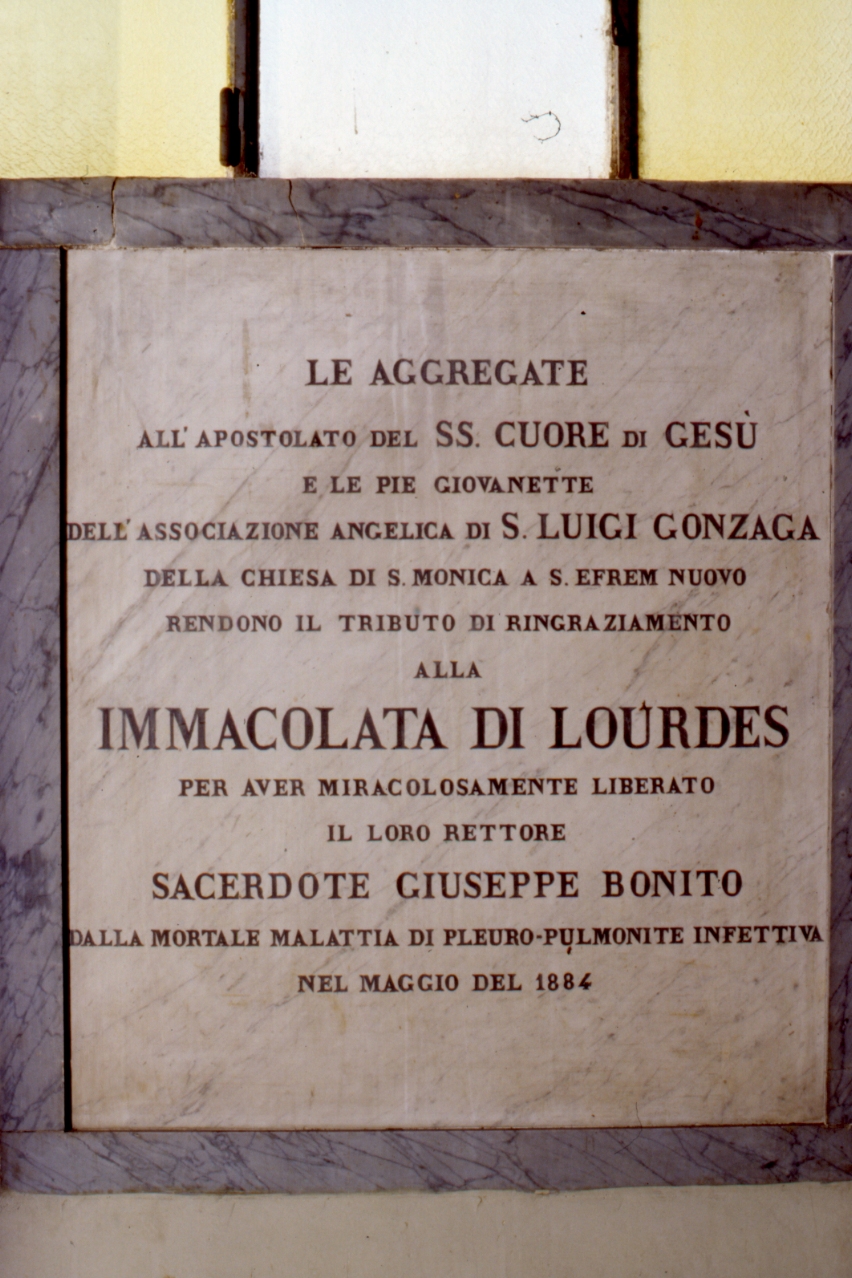 LE AGGREGATE
ALL' APOSTOLATO DEL SS. CUORE DI GESÙ
E LE PIE GIOVANETTE
DELL' ASSOCIAZIONE ANGELICA DI S. LUIGI GONZAGA
DELLA CHIESA DI S. MONICA A S. EFREM NUOVO
RENDONO IL TRIBUTO DI RINGRAZIAMENTO
ALLA
IMMACOLATA DI LOURDES
PER AVER MIRACOLOSAMENTE LIBERATO
IL LORO RETTORE
SACERDOTE GIUSEPPE BONITO
DALLA MORTALE MALATTIA DI PLEURO-PULMONITE INFETTIVA
NEL MAGGIO DEL 1884